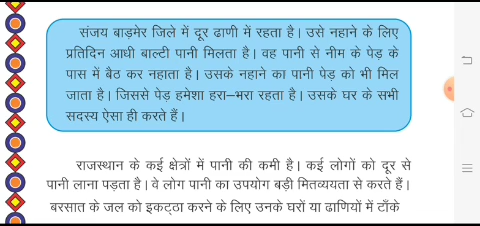 संजय बाड़मेर जिले में दूर ढाणी में रहता है। उसे नहाने के लिए
प्रतिदिन आधी बाल्टी पानी मिलता है। वह पानी से नीम के पेड़ के
पास में बैठ कर नहाता है। उसके नहाने का पानी पेड़ को भी मिल
जाता है। जिससे पेड़ हमेशा हरा–भरा रहता है। उसके घर के सभी
सदस्य ऐसा ही करते हैं।
राजस्थान के कई क्षेत्रों में पानी की कमी है। कई लोगों को दूर से
पानी लाना पड़ता है। वे लोग पानी का उपयोग बड़ी मितव्ययता से करते हैं।
बरसात के जल को इकट्ठा करने के लिए उनके घरों या ढाणियों में टाँके